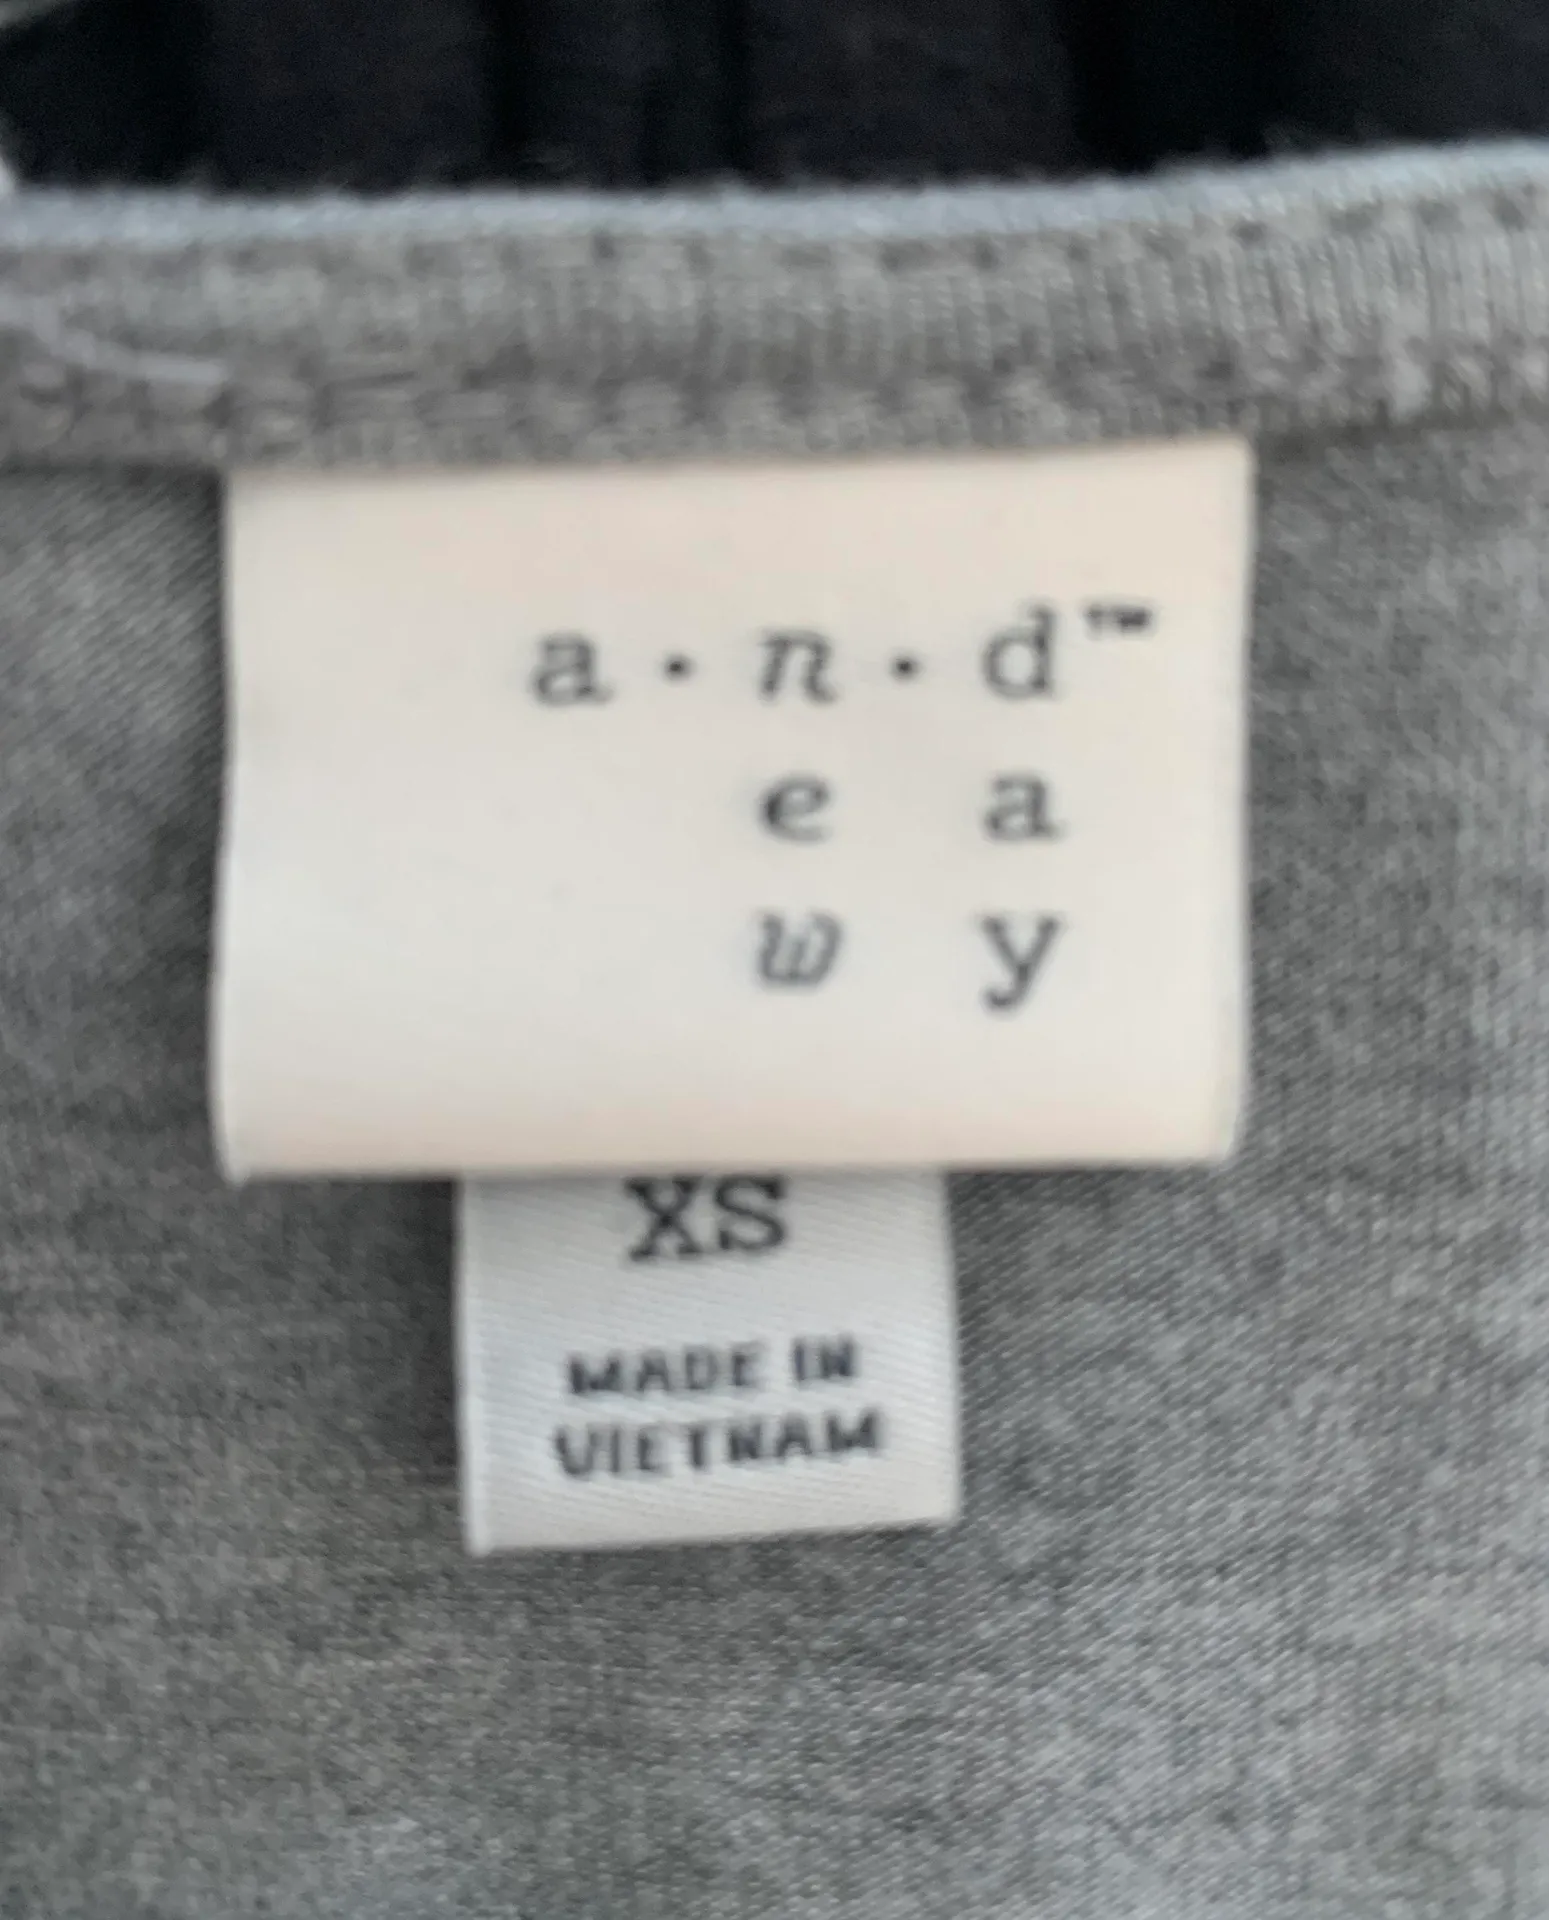 a · n · d™
e a
w y
XS
MADE IN
VIETNAM